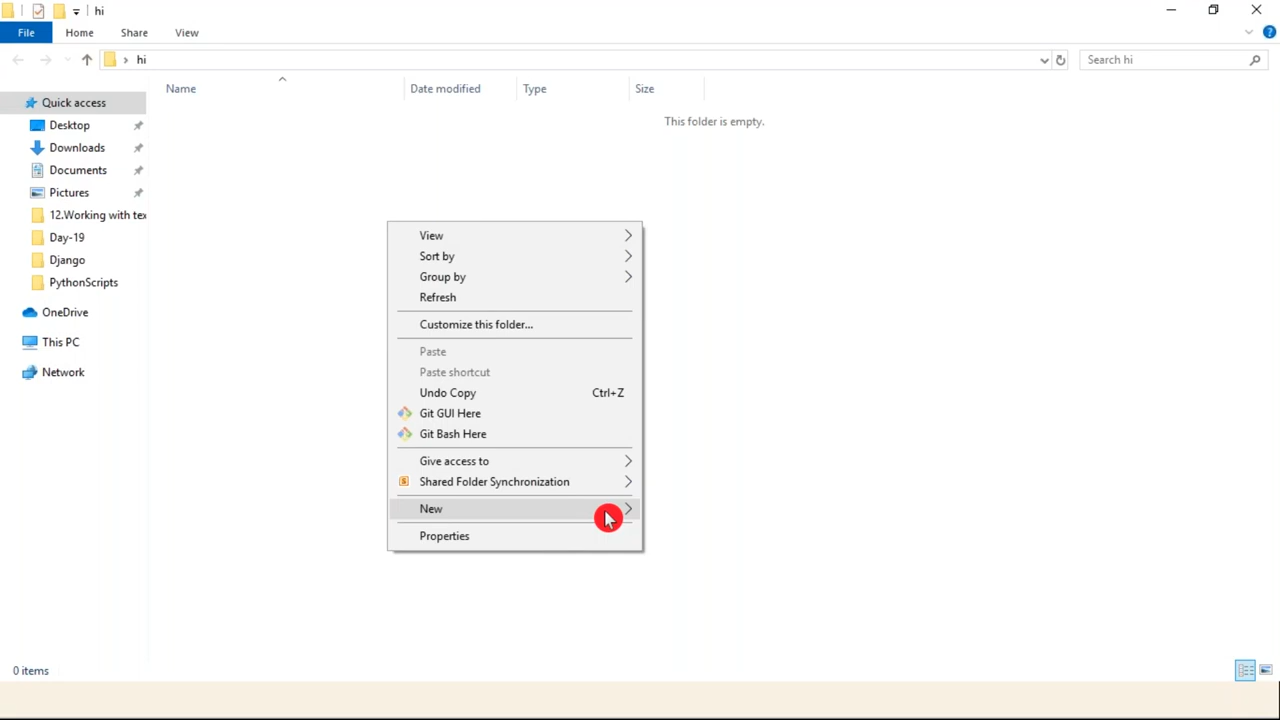 hi
File Home Share View
hi
Search hi
Name Date modified Type Size
This folder is empty.
Quick access
Desktop
Downloads
Documents
Pictures
12.Working with tex
Day-19
Django
PythonScripts
OneDrive
This PC
Network
View
Sort by
Group by
Refresh
Customize this folder...
Paste
Paste shortcut
Undo Copy Ctrl+Z
Git GUI Here
Git Bash Here
Give access to
Shared Folder Synchronization
New
Properties
0 items